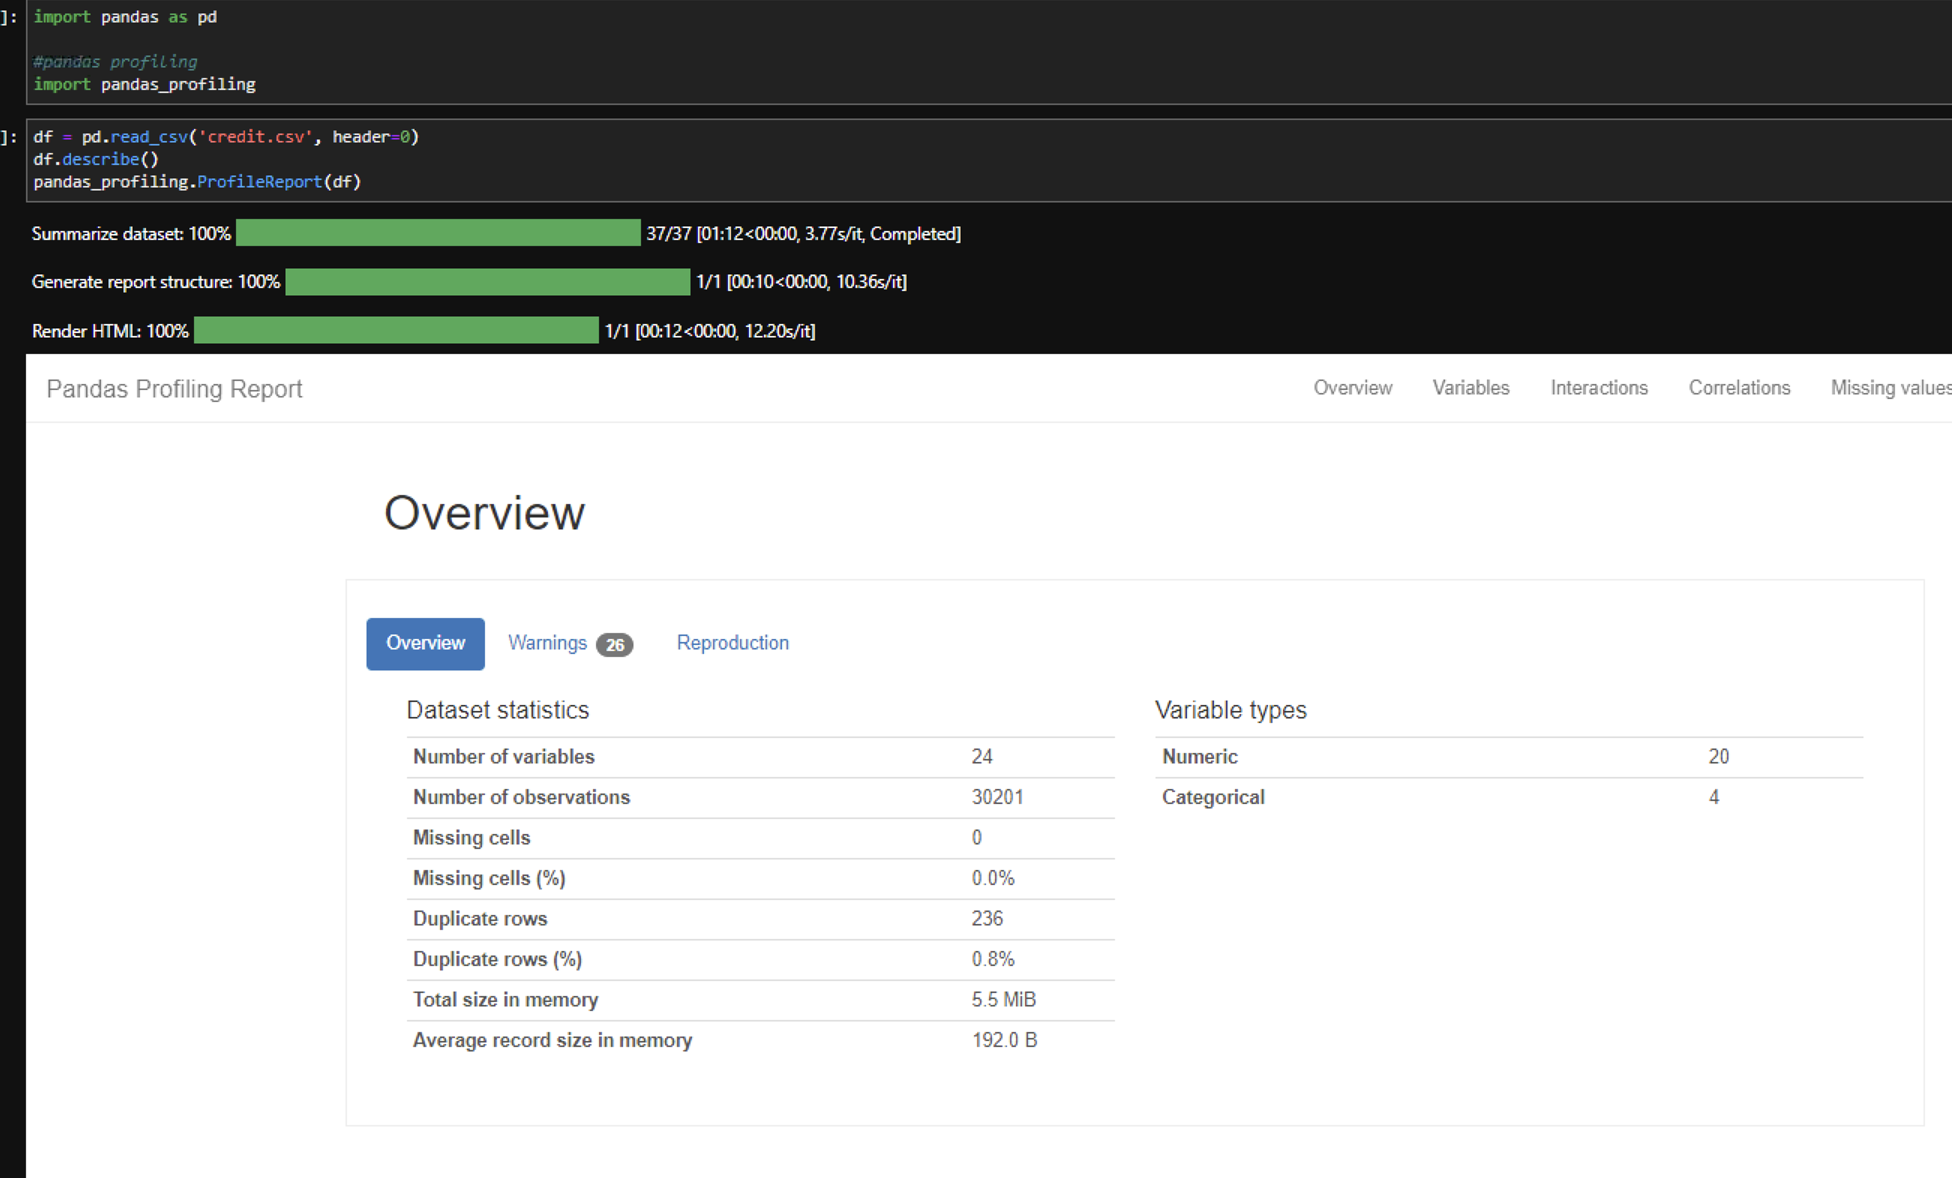 ]: import pandas as pd
#pandas profiling
import pandas_profiling
]: df = pd.read_csv('credit.csv', header=0)
df.describe()
pandas_profiling.ProfileReport(df)
Summarize dataset: 100% 37/37 [01:12<00:00, 3.77s/it, Completed]
Generate report structure: 100% 1/1 [00:10<00:00, 10.36s/it]
Render HTML: 100% 1/1 [00:12<00:00, 12.20s/it]
Pandas Profiling Report Overview Variables Interactions Correlations Missing values
Overview
Overview Warnings 26 Reproduction
Dataset statistics Variable types
Number of variables 24 Numeric 20
Number of observations 30201 Categorical 4
Missing cells 0
Missing cells (%) 0.0%
Duplicate rows 236
Duplicate rows (%) 0.8%
Total size in memory 5.5 MiB
Average record size in memory 192.0 B